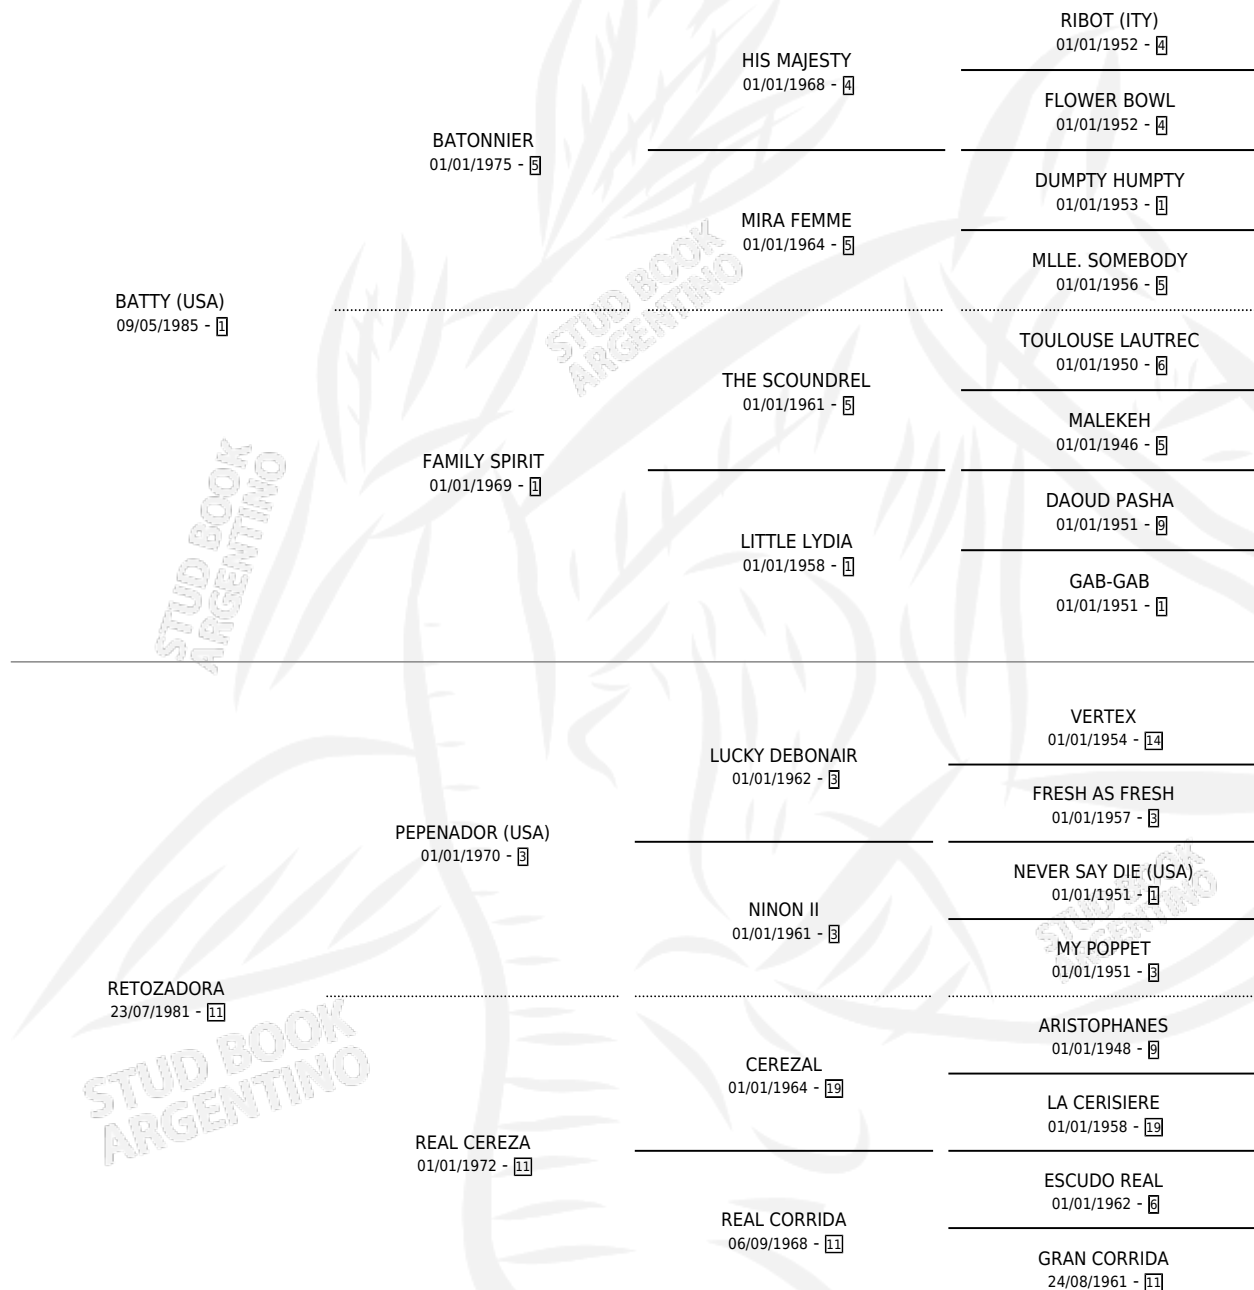 BATTY (USA)
09/05/1985 - 1
BATONNIER
01/01/1975 - 5
HIS MAJESTY
01/01/1968 - 4
RIBOT (ITY)
01/01/1952 - 4
FLOWER BOWL
01/01/1952 - 4
MIRA FEMME
01/01/1964 - 5
DUMPTY HUMPTY
01/01/1953 - 1
MLLE. SOMEBODY
01/01/1956 - 5
FAMILY SPIRIT
01/01/1969 - 1
THE SCOUNDREL
01/01/1961 - 5
TOULOUSE LAUTREC
01/01/1950 - 6
MALEKEH
01/01/1946 - 5
LITTLE LYDIA
01/01/1958 - 1
DAOUD PASHA
01/01/1951 - 9
GAB-GAB
01/01/1951 - 1
RETOZADORA
23/07/1981 - 11
PEPENADOR (USA)
01/01/1970 - 3
LUCKY DEBONAIR
01/01/1962 - 3
VERTEX
01/01/1954 - 14
FRESH AS FRESH
01/01/1957 - 3
NINON II
01/01/1961 - 3
NEVER SAY DIE (USA)
01/01/1951 - 1
MY POPPET
01/01/1951 - 3
REAL CEREZA
01/01/1972 - 11
CEREZAL
01/01/1964 - 19
ARISTOPHANES
01/01/1948 - 9
LA CERISIERE
01/01/1958 - 19
REAL CORRIDA
06/09/1968 - 11
ESCUDO REAL
01/01/1962 - 6
GRAN CORRIDA
24/08/1961 - 11
STUD BOOK
ARGENTINO
STUD BOOK
ARGENTINO
STUD BOOK
ARGENTINO
STUD BOOK
ARGENTINO